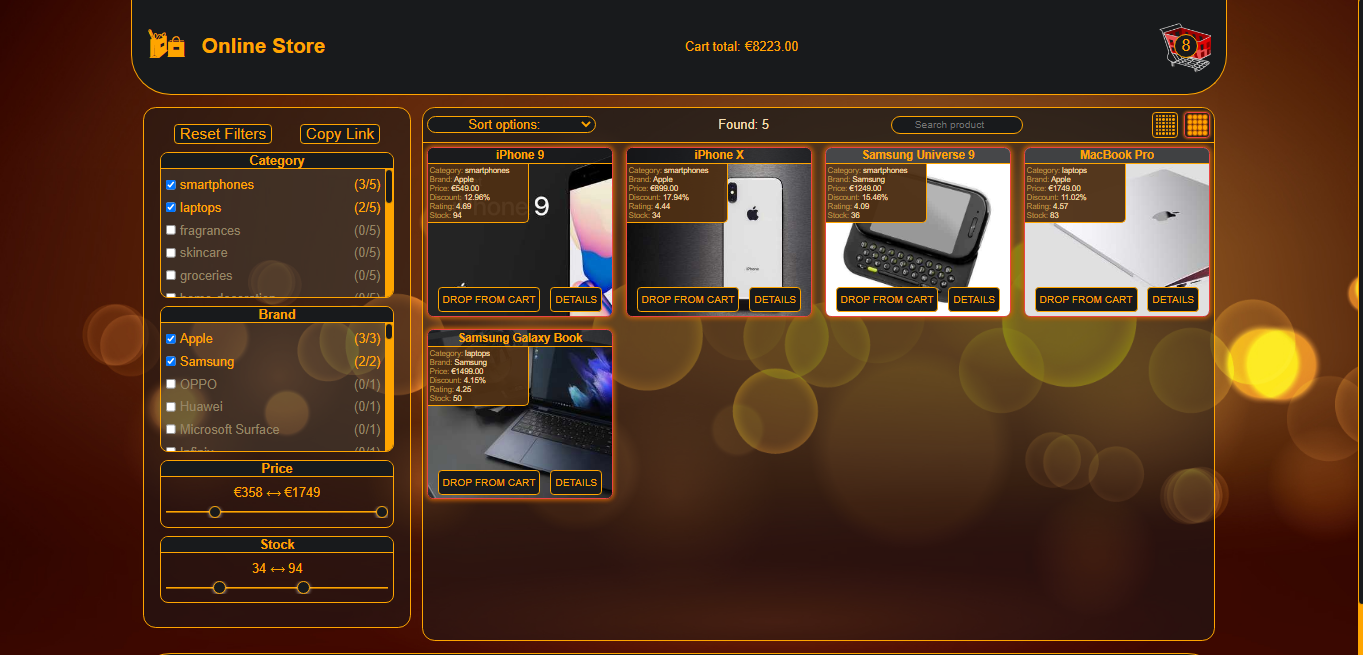 Online Store
Cart total: €8223.00
8
Reset Filters
Copy Link
Category
smartphones (3/5)
laptops (2/5)
fragrances (0/5)
skincare (0/5)
groceries (0/5)
home-decoration (0/5)
Brand
Apple (3/3)
Samsung (2/2)
OPPO (0/1)
Huawei (0/1)
Microsoft Surface (0/1)
Price
€358 ⟷ €1749
Stock
34 ⟷ 94
Sort options:
Found: 5
Search product
iPhone 9
Category: smartphones
Brand: Apple
Price: €549.00
Discount: 12.96%
Rating: 4.69
Stock: 94
9
DROP FROM CART
DETAILS
iPhone X
Category: smartphones
Brand: Apple
Price: €899.00
Discount: 17.94%
Rating: 4.44
Stock: 34
iPhone
DROP FROM CART
DETAILS
Samsung Universe 9
Category: smartphones
Brand: Samsung
Price: €1249.00
Discount: 15.46%
Rating: 4.09
Stock: 36
DROP FROM CART
DETAILS
MacBook Pro
Category: laptops
Brand: Apple
Price: €1749.00
Discount: 11.02%
Rating: 4.57
Stock: 83
DROP FROM CART
DETAILS
Samsung Galaxy Book
Category: laptops
Brand: Samsung
Price: €1499.00
Discount: 4.15%
Rating: 4.25
Stock: 50
DROP FROM CART
DETAILS